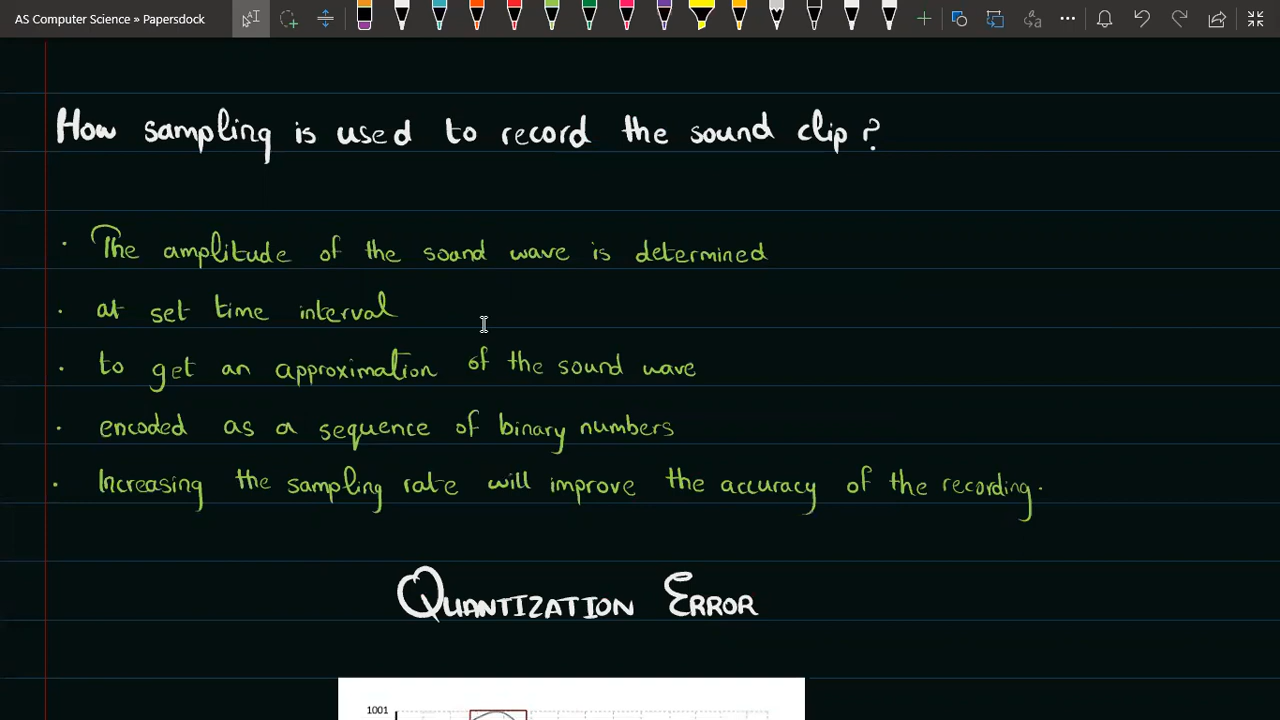 AS Computer Science » Papersdock
How sampling is used to record the sound clip?
· The amplitude of the sound wave is determined
· at set time interval
· to get an approximation of the sound wave
· encoded as a sequence of binary numbers
· Increasing the sampling rate will improve the accuracy of the recording.
QUANTIZATION ERROR
1001